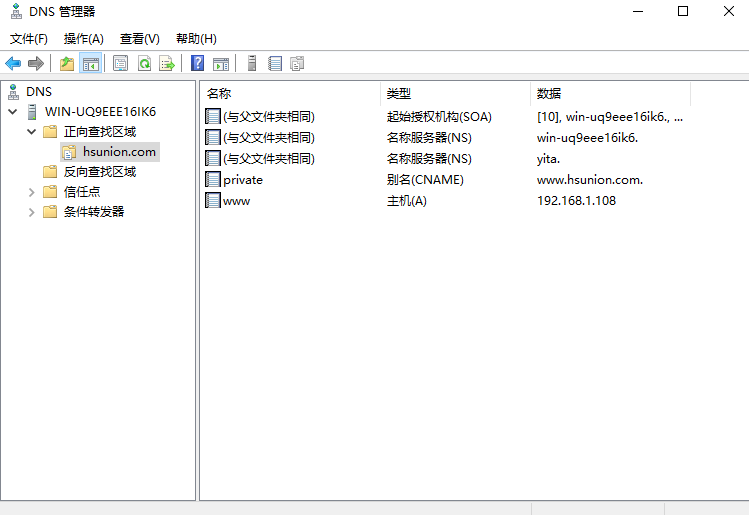 DNS 管理器
文件(F) 操作(A) 查看(V) 帮助(H)
DNS
WIN-UQ9EEE16IK6
正向查找区域
hsunion.com
反向查找区域
信任点
条件转发器
名称 类型 数据
(与父文件夹相同) 起始授权机构(SOA) [10], win-uq9eee16ik6., ...
(与父文件夹相同) 名称服务器(NS) win-uq9eee16ik6.
(与父文件夹相同) 名称服务器(NS) yita.
private 别名(CNAME) www.hsunion.com.
www 主机(A) 192.168.1.108